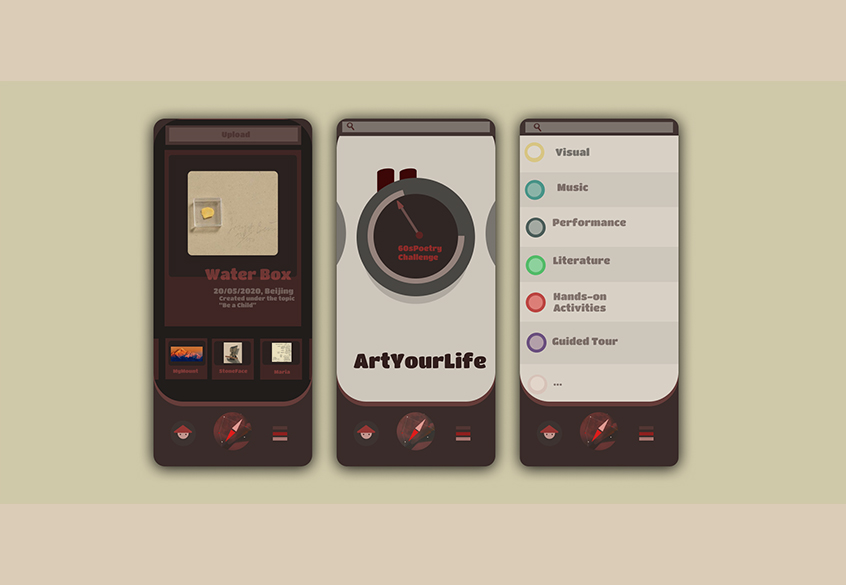 Upload
Water Box
20/05/2020, Beijing
Created under the topic
"Be a Child"
MyMount
StoneFace
60sPoetry
Challenge
ArtYourLife
Visual
Music
Performance
Literature
Hands-on
Activities
Guided Tour
...